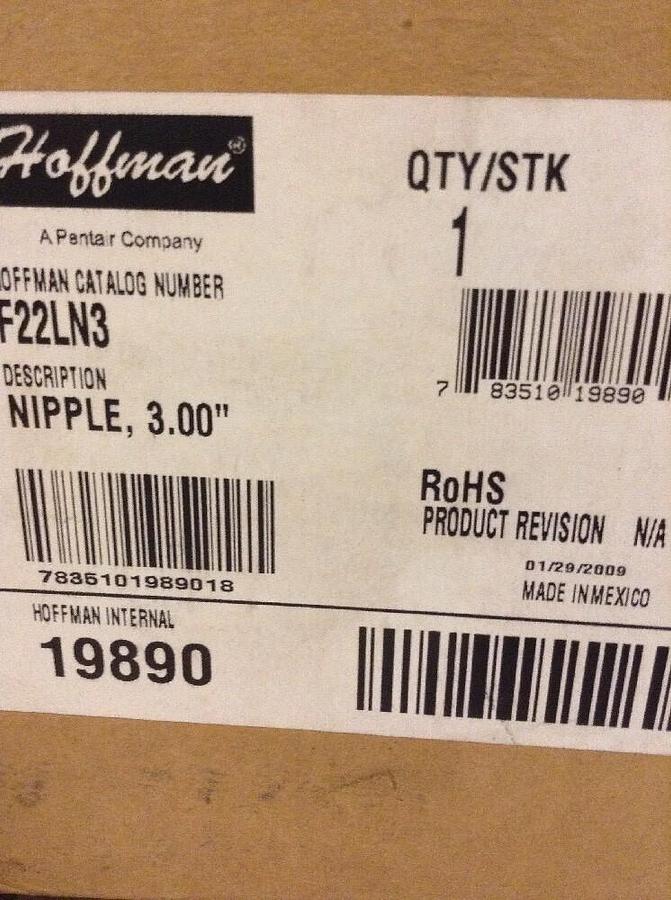 Hoffman®
A Pentair Company
OFFMAN CATALOG NUMBER
F22LN3
DESCRIPTION
NIPPLE, 3.00"
7835101989018
HOFFMAN INTERNAL
19890
QTY/STK
1
7 83510 19890
RoHS
PRODUCT REVISION N/A
01/29/2009
MADE IN MEXICO